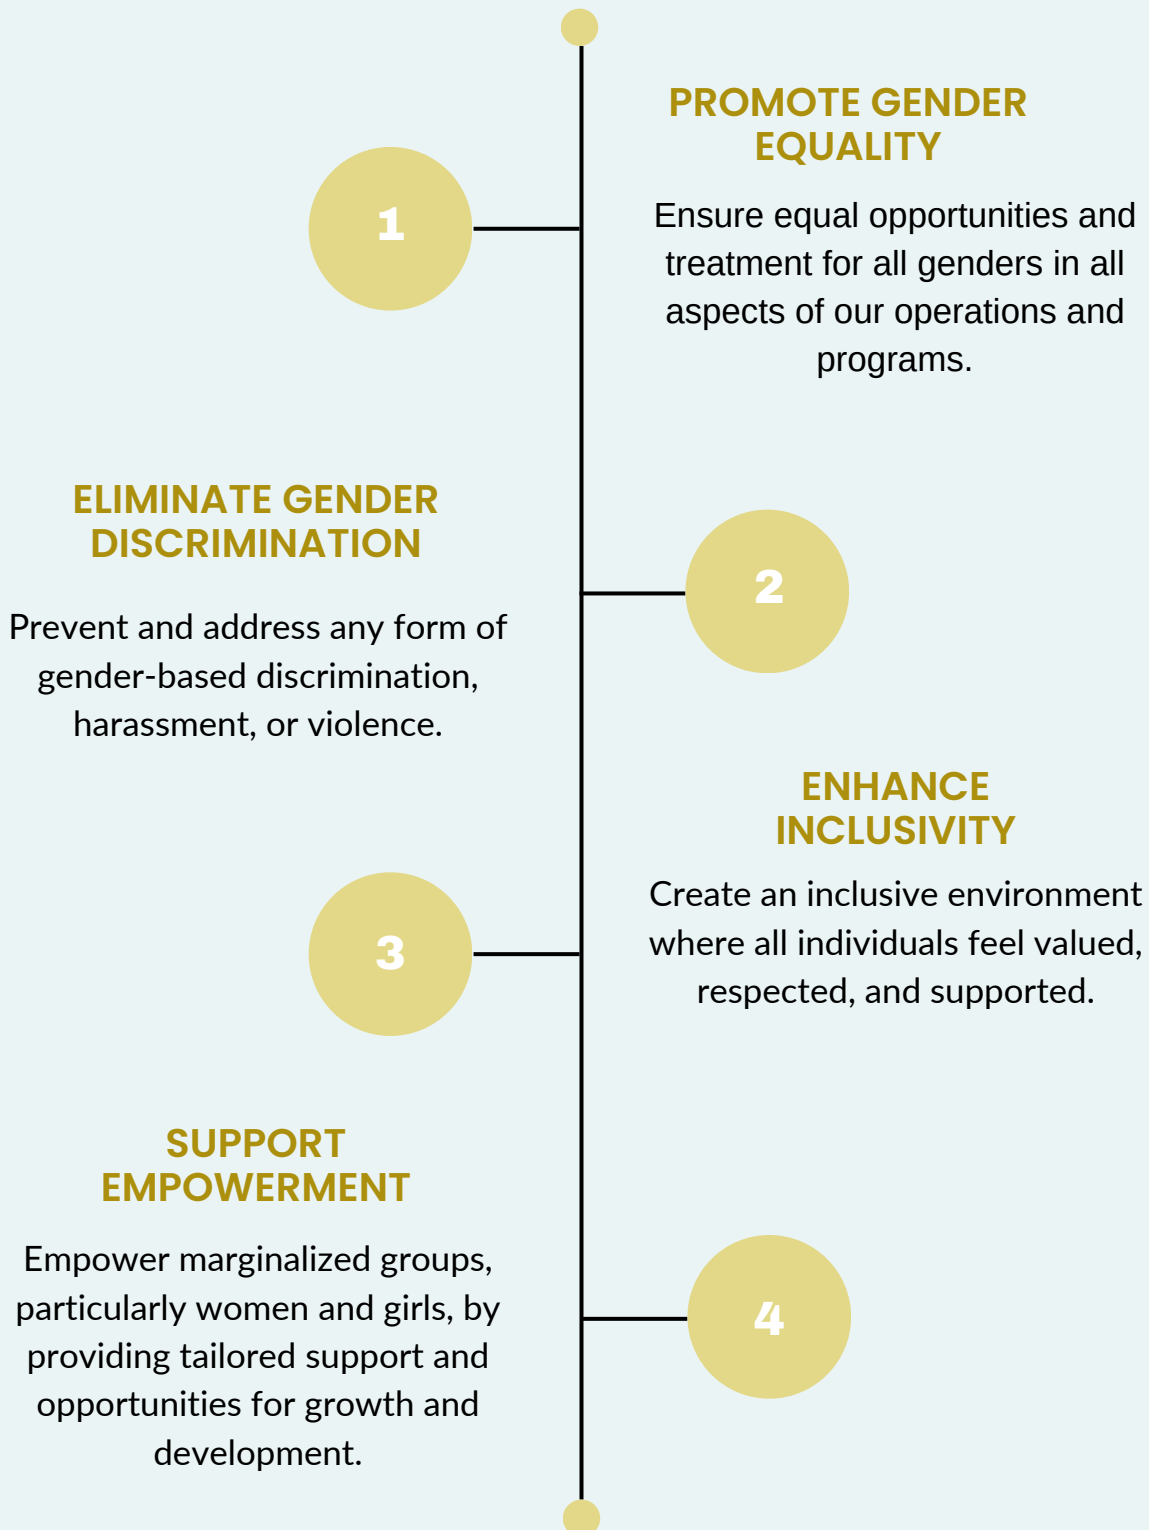 PROMOTE GENDER
EQUALITY
1
Ensure equal opportunities and
treatment for all genders in all
aspects of our operations and
programs.
ELIMINATE GENDER
DISCRIMINATION
2
Prevent and address any form of
gender-based discrimination,
harassment, or violence.
ENHANCE
INCLUSIVITY
3
Create an inclusive environment
where all individuals feel valued,
respected, and supported.
SUPPORT
EMPOWERMENT
4
Empower marginalized groups,
particularly women and girls, by
providing tailored support and
opportunities for growth and
development.